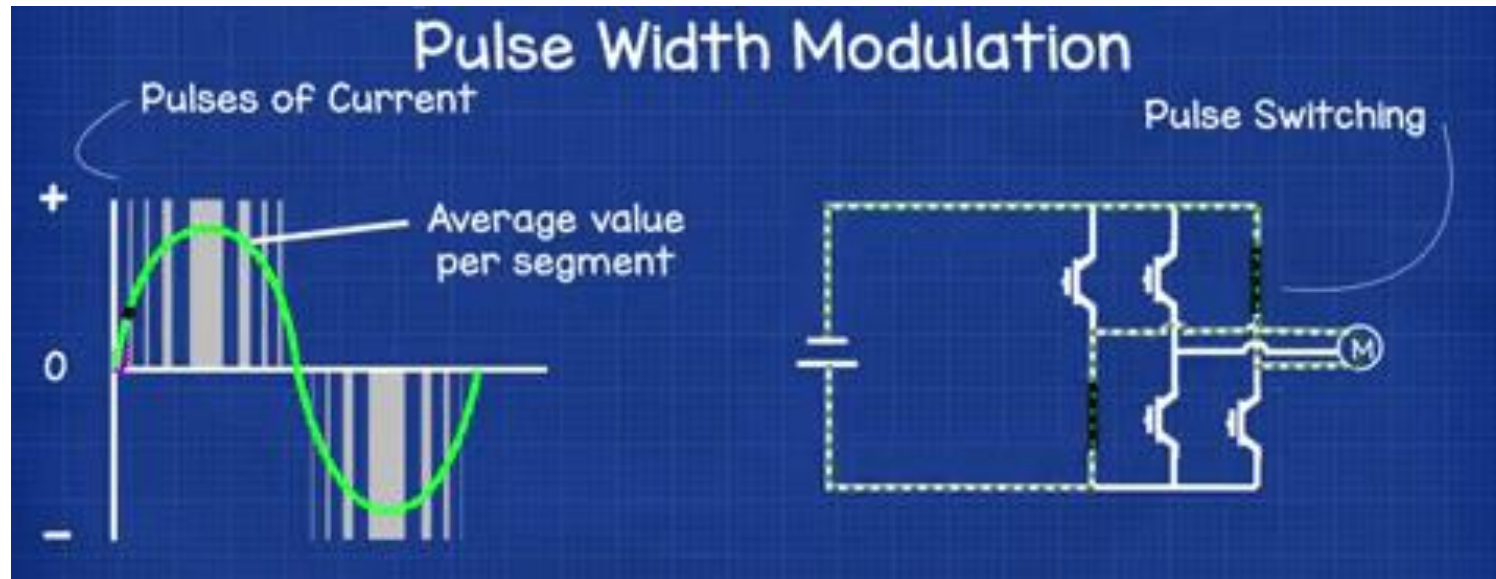 Pulse Width Modulation
Pulses of Current
Pulse Switching
+
Average value
per segment
0
M
−